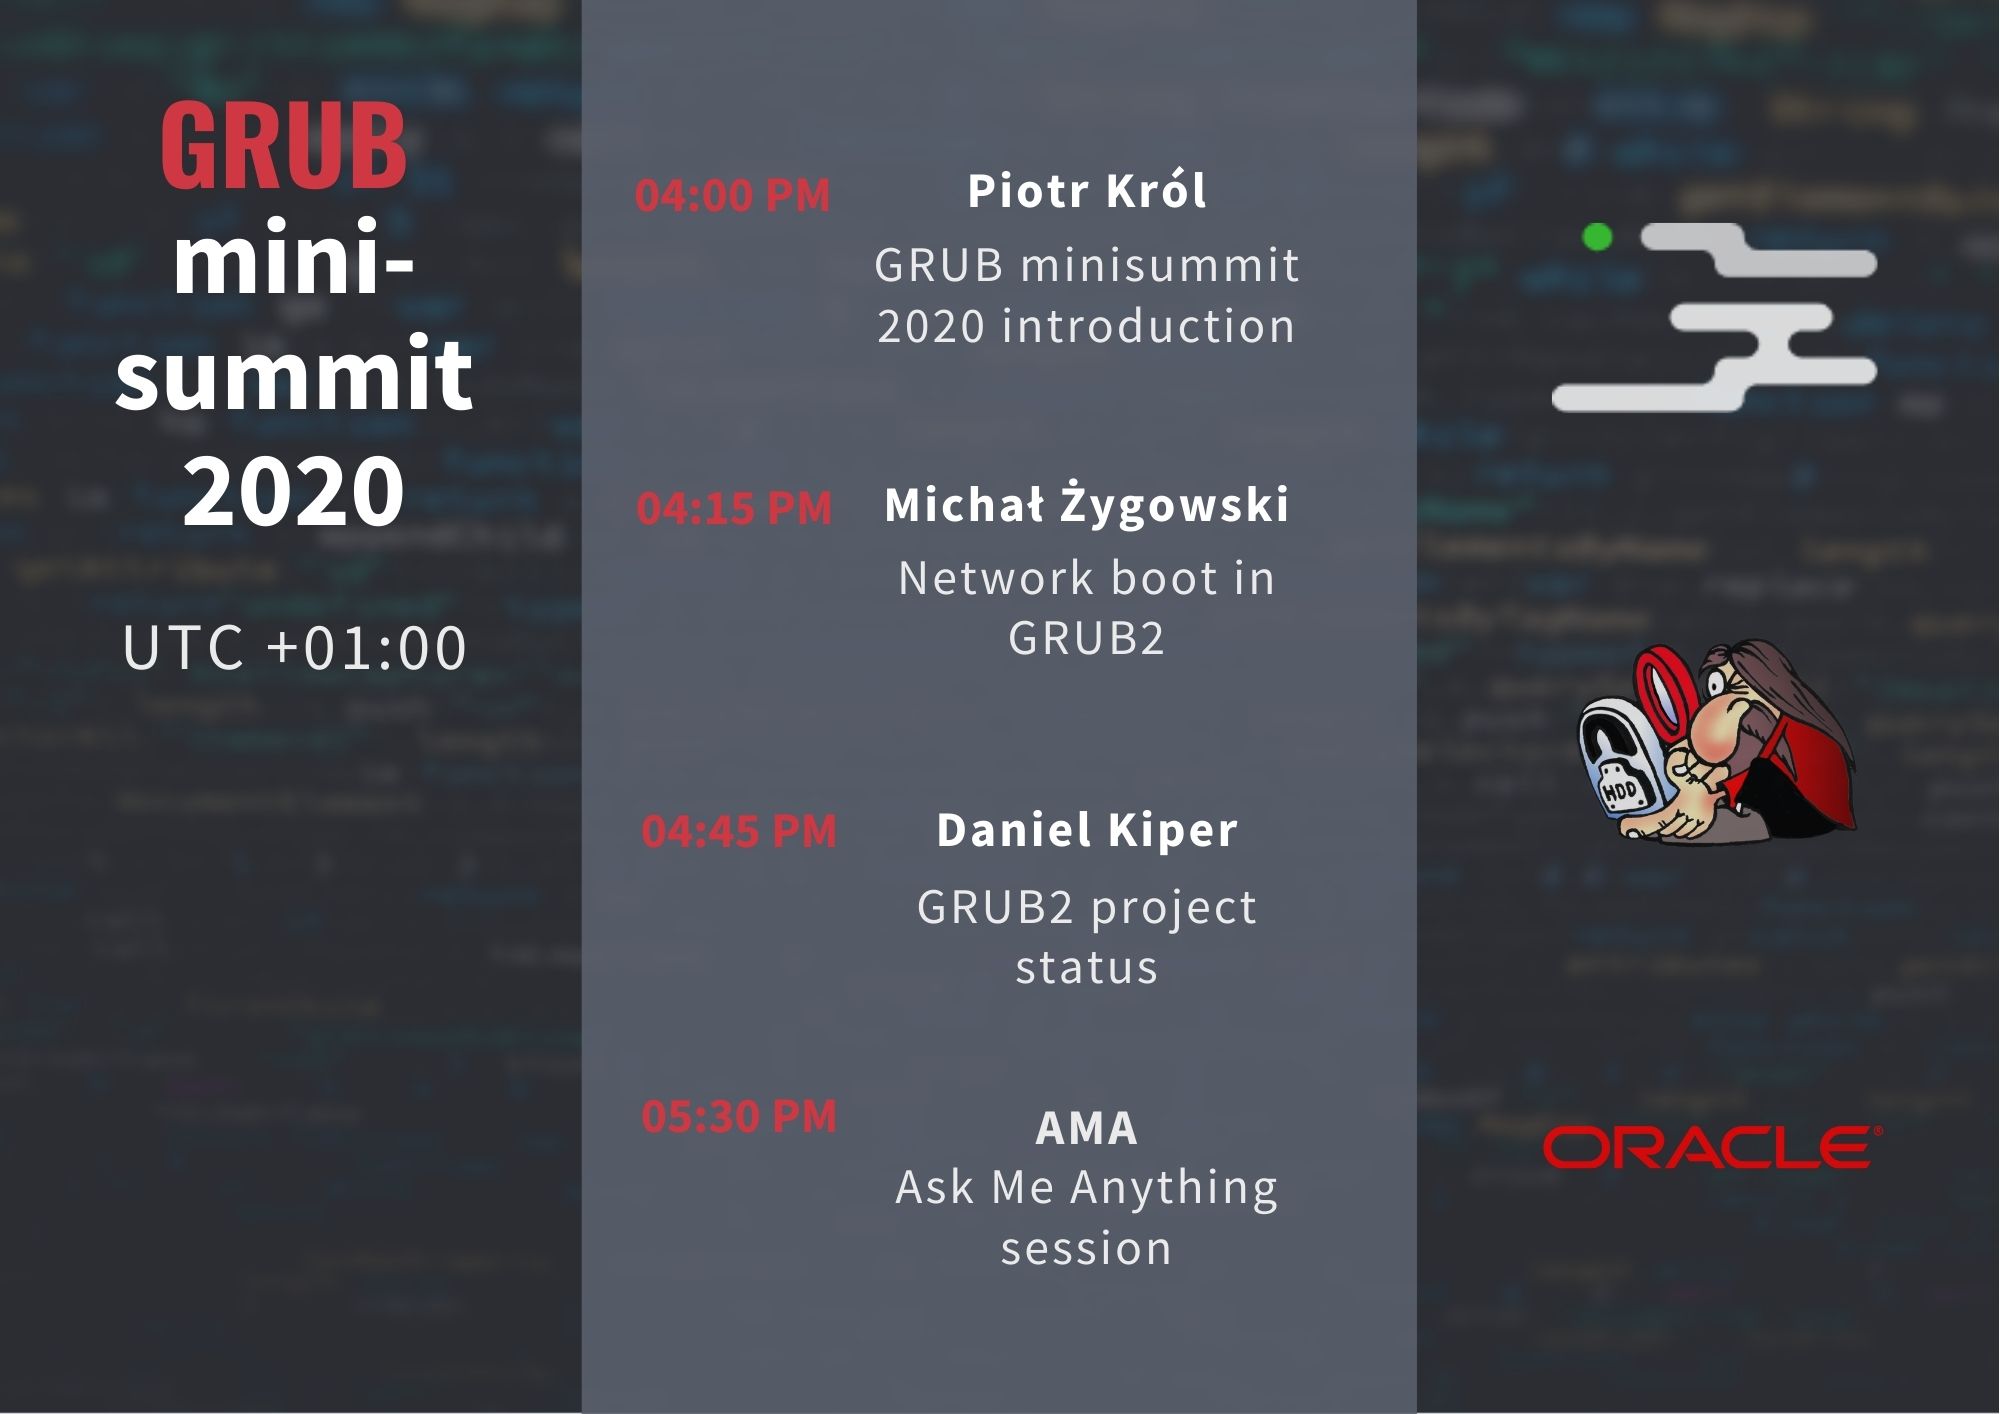 GRUB
mini-
summit
2020
UTC +01:00
04:00 PM
Piotr Król
GRUB minisummit
2020 introduction
04:15 PM
Michał Żygowski
Network boot in
GRUB2
04:45 PM
Daniel Kiper
GRUB2 project
status
05:30 PM
AMA
Ask Me Anything
session
HDD
ORACLE®